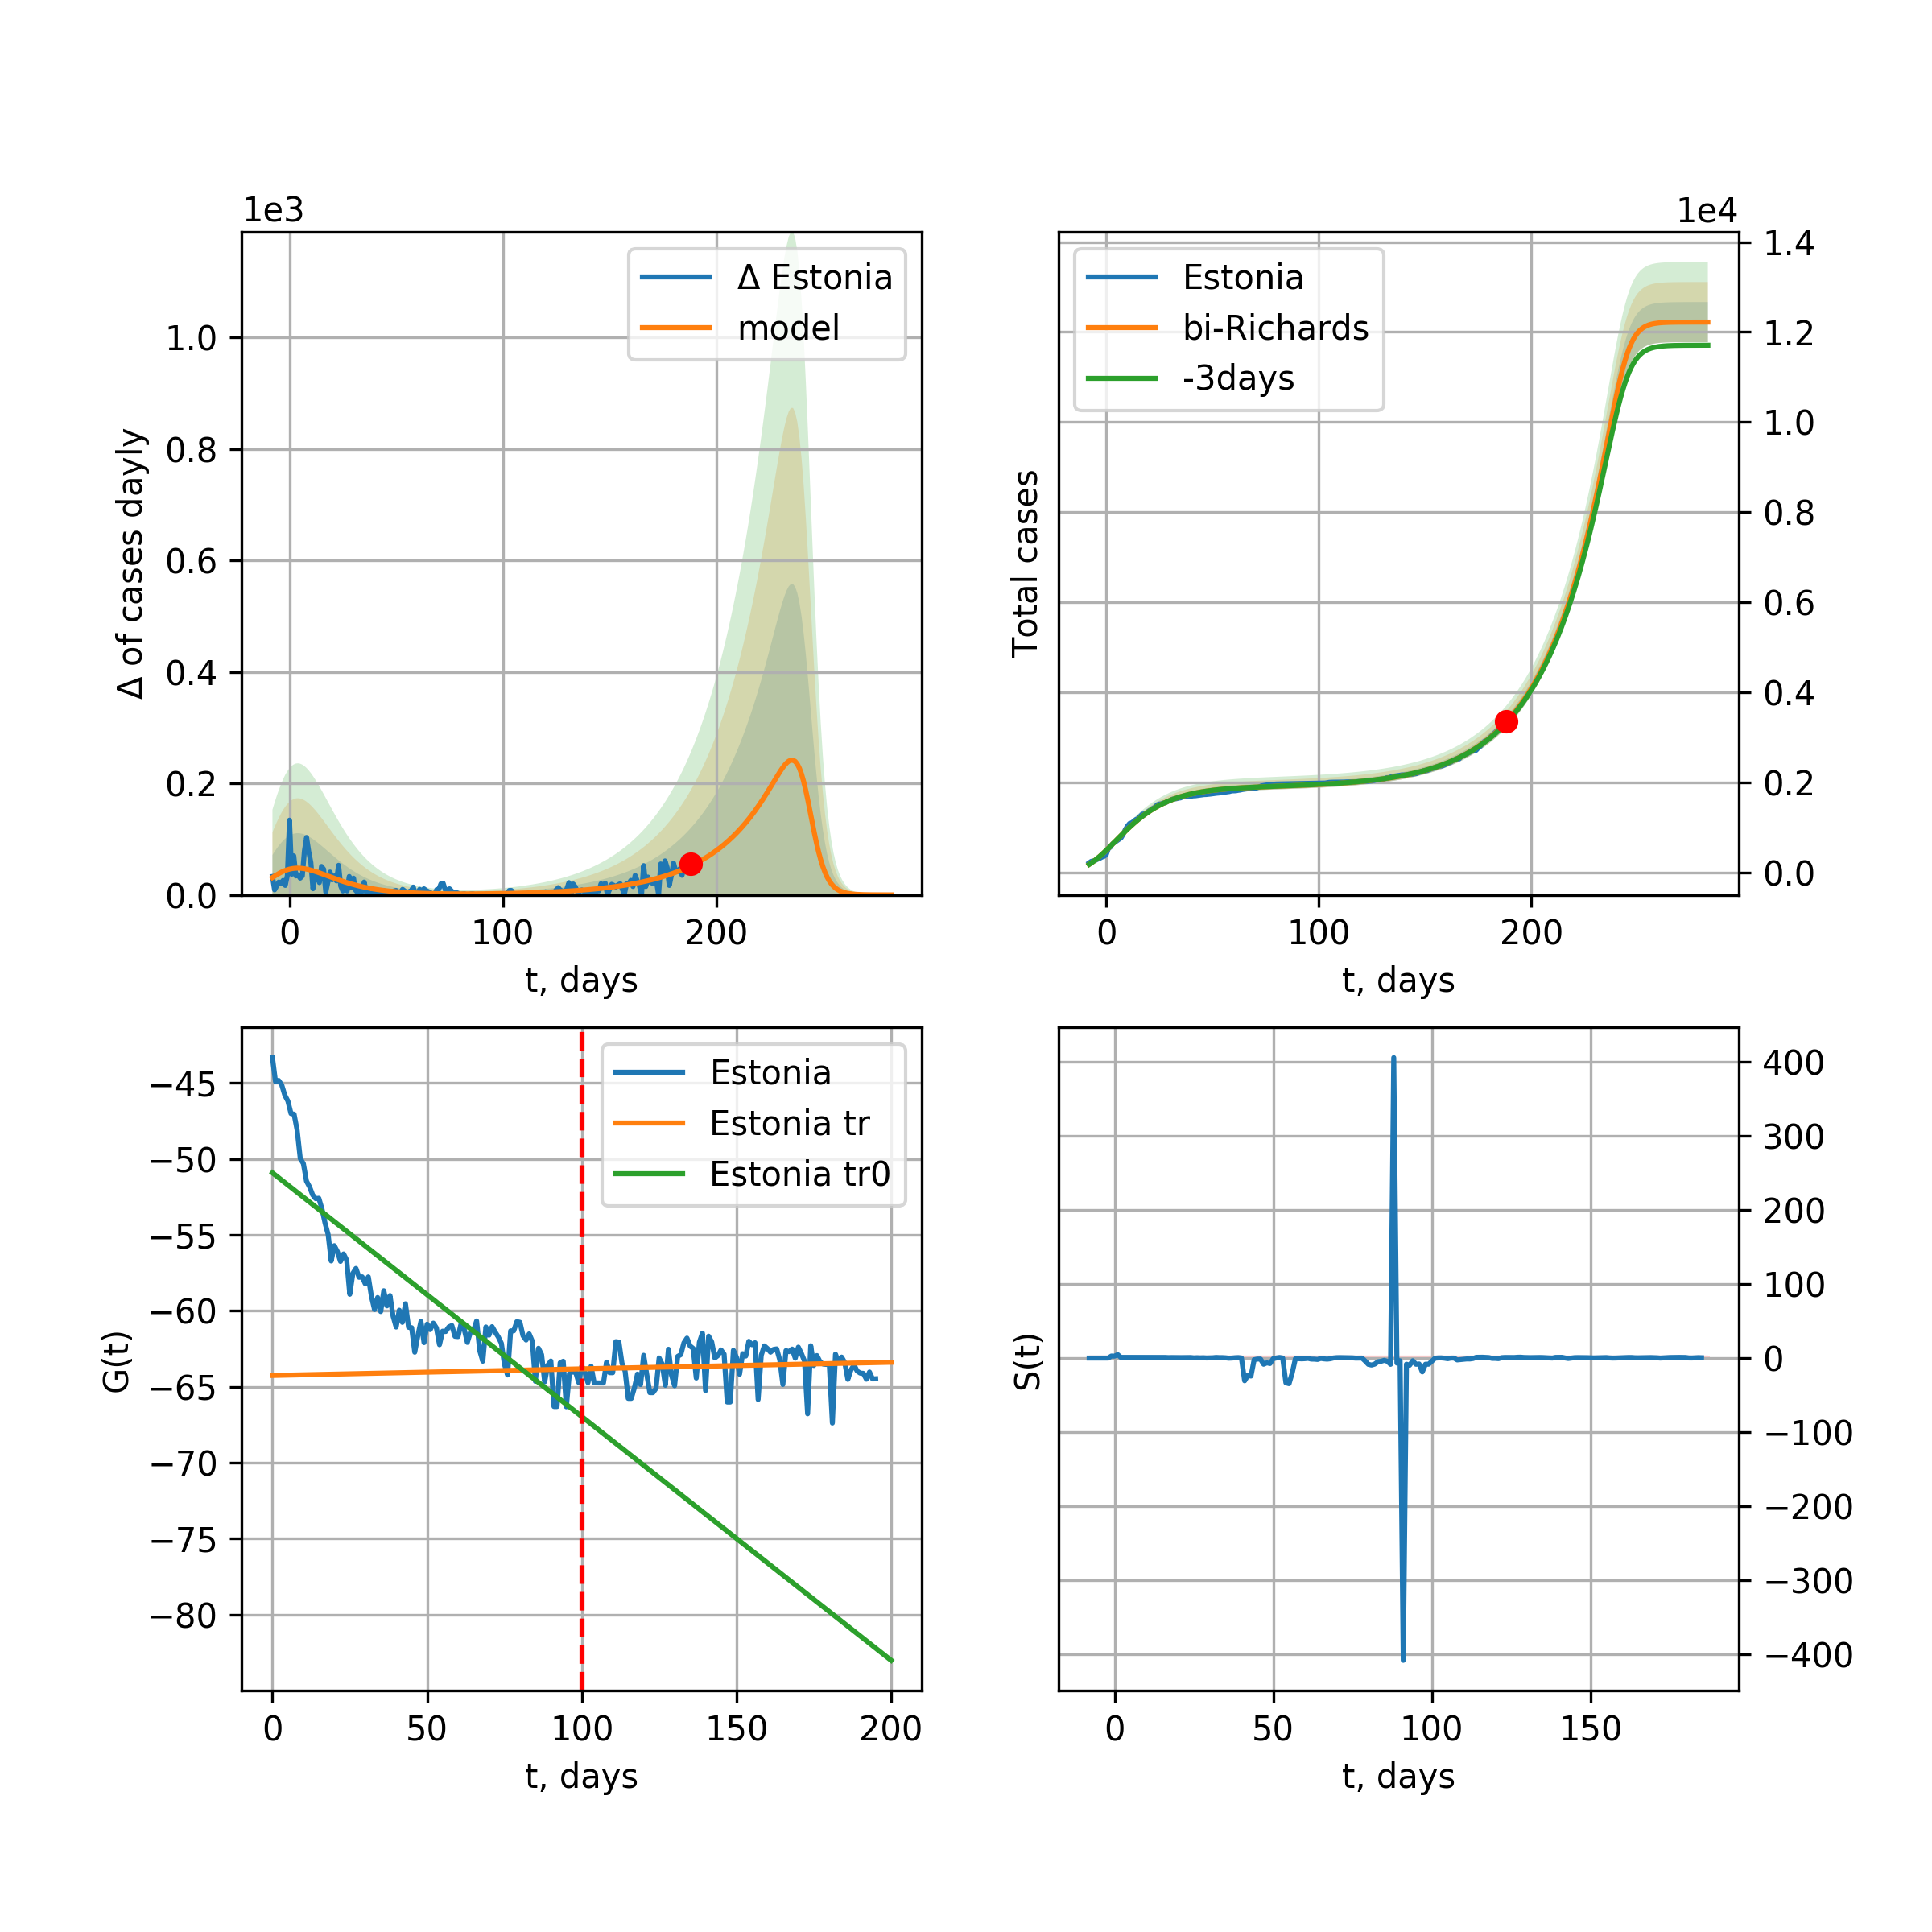 1e3
Δ Estonia
model
1.0
0.8
0.6
0.4
0.2
0.0
Δ of cases dayly
0 100 200
t, days
1e4
Estonia
bi-Richards
-3days
Total cases
1.4
1.2
1.0
0.8
0.6
0.4
0.2
0.0
0 100 200
t, days
Estonia
Estonia tr
Estonia tr0
G(t)
−45
−50
−55
−60
−65
−70
−75
−80
0 50 100 150 200
t, days
S(t)
400
300
200
100
0
−100
−200
−300
−400
0 50 100 150
t, days